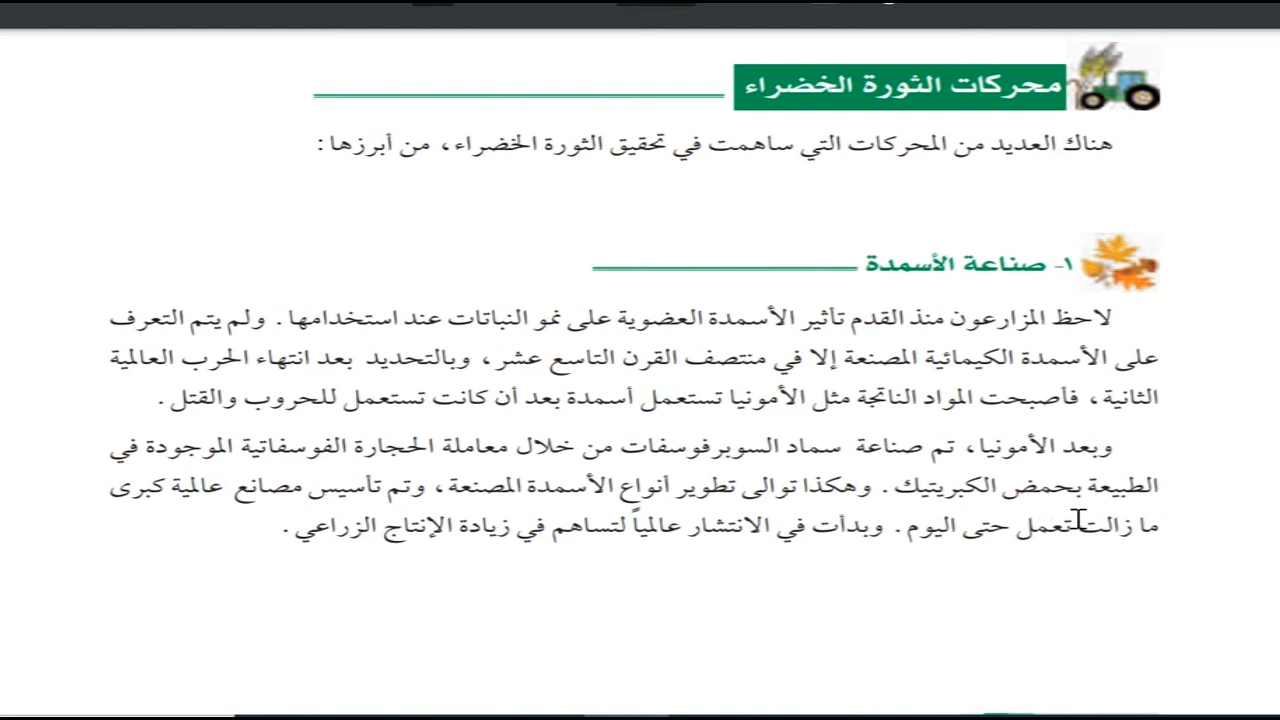 محركات الثورة الخضراء
هناك العديد من المحركات التي ساهمت في تحقيق الثورة الخضراء، من أبرزها :
١- صناعة الأسمدة
لاحظ المزارعون منذ القدم تأثير الأسمدة العضوية على نمو النباتات عند استخدامها . ولم يتم التعرف
على الأسمدة الكيمائية المصنعة إلا في منتصف القرن التاسع عشر، وبالتحديد بعد انتهاء الحرب العالمية
الثانية، فأصبحت المواد الناتجة مثل الأمونيا تستعمل أسمدة بعد أن كانت تستعمل للحروب والقتل .
وبعد الأمونيا، تم صناعة سماد السوبرفوسفات من خلال معاملة الحجارة الفوسفاتية الموجودة في
الطبيعة بحمض الكبريتيك . وهكذا توالى تطوير أنواع الأسمدة المصنعة، وتم تأسيس مصانع عالمية كبرى
ما زالت تعمل حتى اليوم . وبدأت في الانتشار عالمياً لتساهم في زيادة الإنتاج الزراعي .